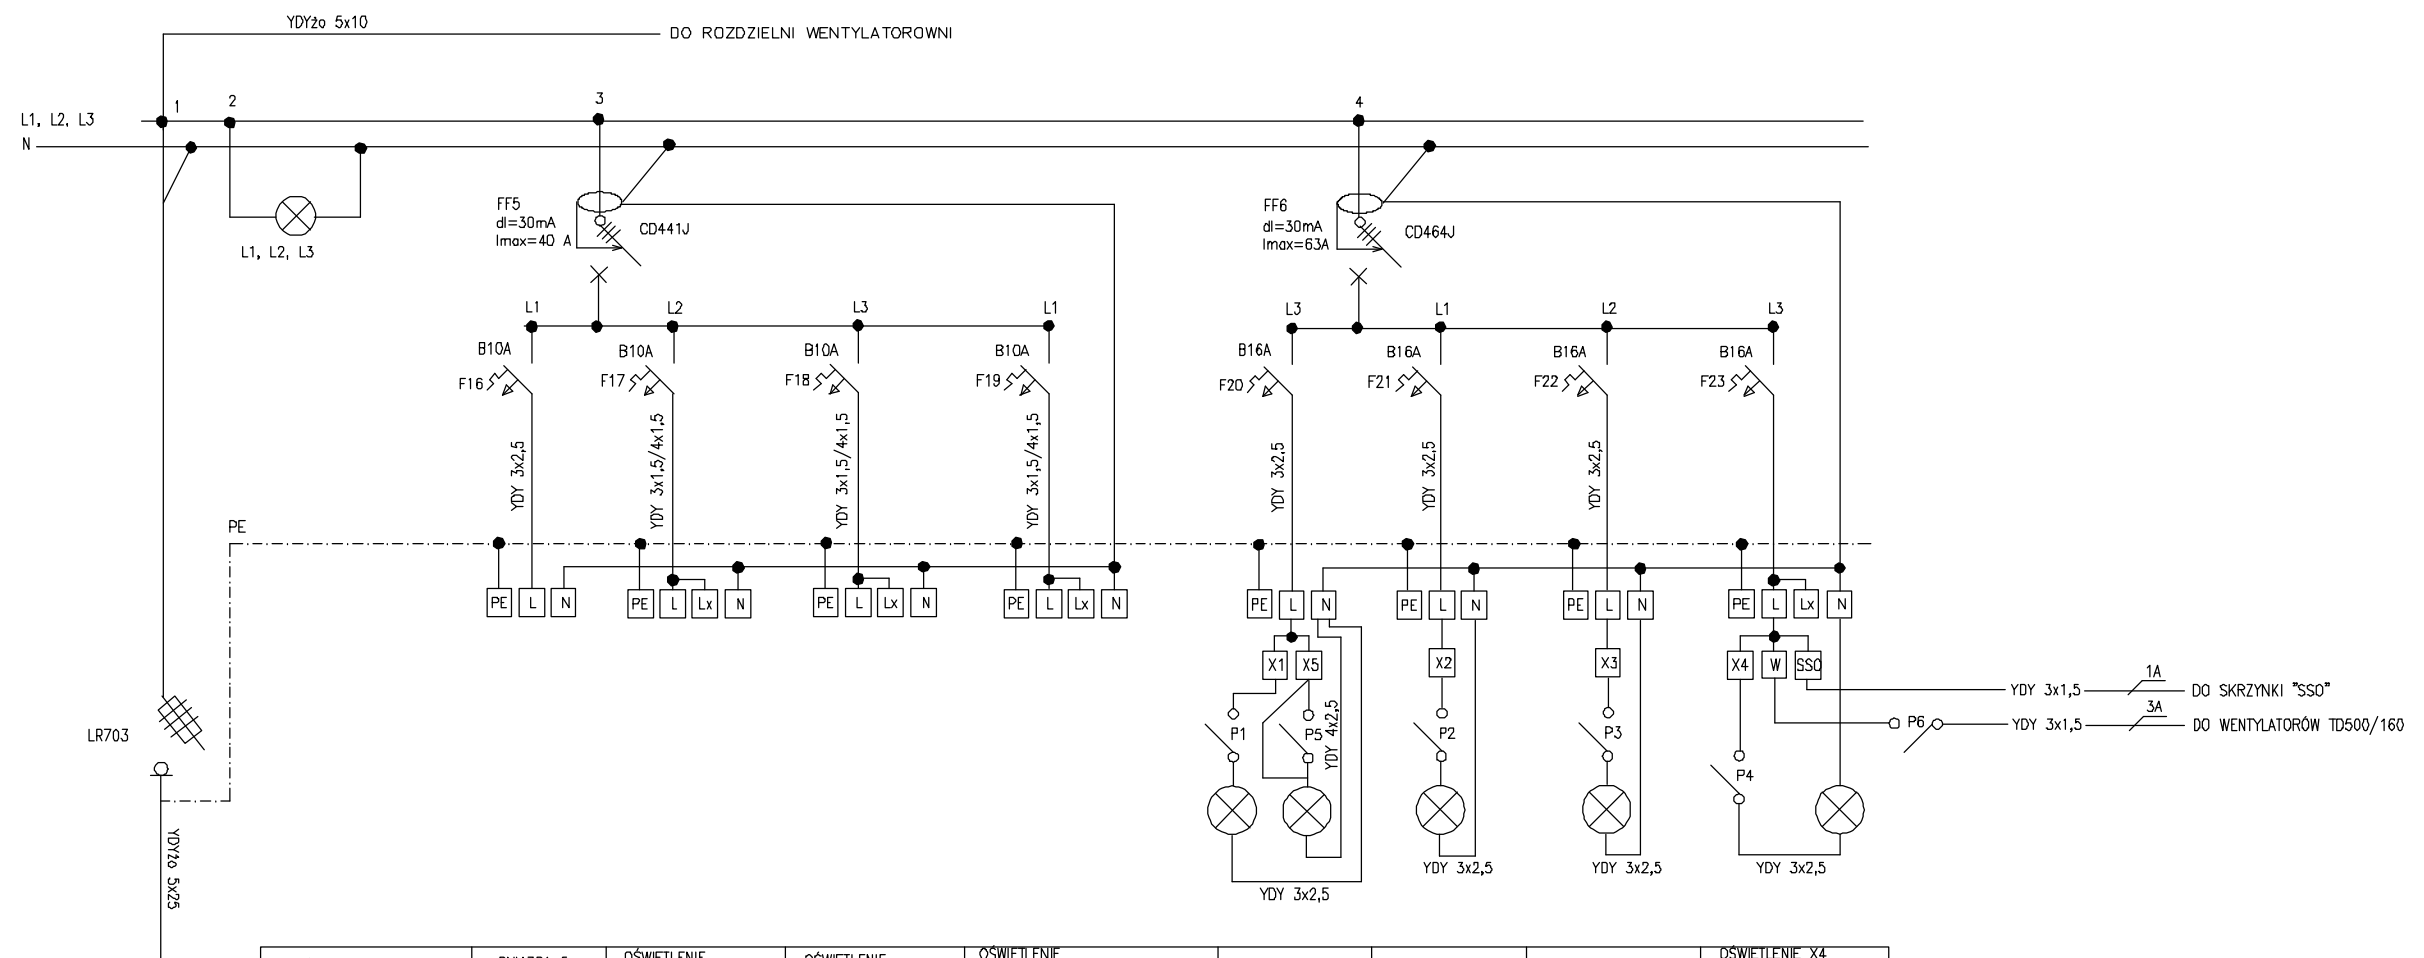 YDYżo 5x10
DO ROZDZIELNI WENTYLATOROWNI
1 2 3 4
L1, L2, L3
N
L1, L2, L3
FF5
dI=30mA
Imax=40 A
CD441J
FF6
dI=30mA
Imax=63A
CD464J
L1 L2 L3 L1 L3 L1 L2 L3
B10A B10A B10A B10A B16A B16A B16A B16A
F16 F17 F18 F19 F20 F21 F22 F23
YDY 3x2,5
YDY 3x1,5/4x1,5
YDY 3x1,5/4x1,5
YDY 3x1,5/4x1,5
YDY 3x2,5
YDY 3x2,5
YDY 3x2,5
PE
PE L N PE L Lx N PE L Lx N PE L Lx N PE L N PE L N PE L N PE L Lx N
X1 X5 X2 X3 X4 W SSO
YDY 3x1,5
1A
DO SKRZYNKI "SSO"
P6
YDY 3x1,5
3A
DO WENTYLATORÓW TD500/160
LR703
P1 P5 P2 P3 P4
YDY 4x2,5
YDYżo 5x25
YDY 3x2,5
YDY 3x2,5
YDY 3x2,5
YDY 3x2,5
OŚWIETLENIE
OŚWIETLENIE
OŚWIETLENIE
OŚWIETLENIE X4